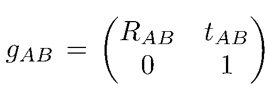 g_{AB} = \begin{pmatrix} R_{AB} & t_{AB} \\ 0 & 1 \end{pmatrix}